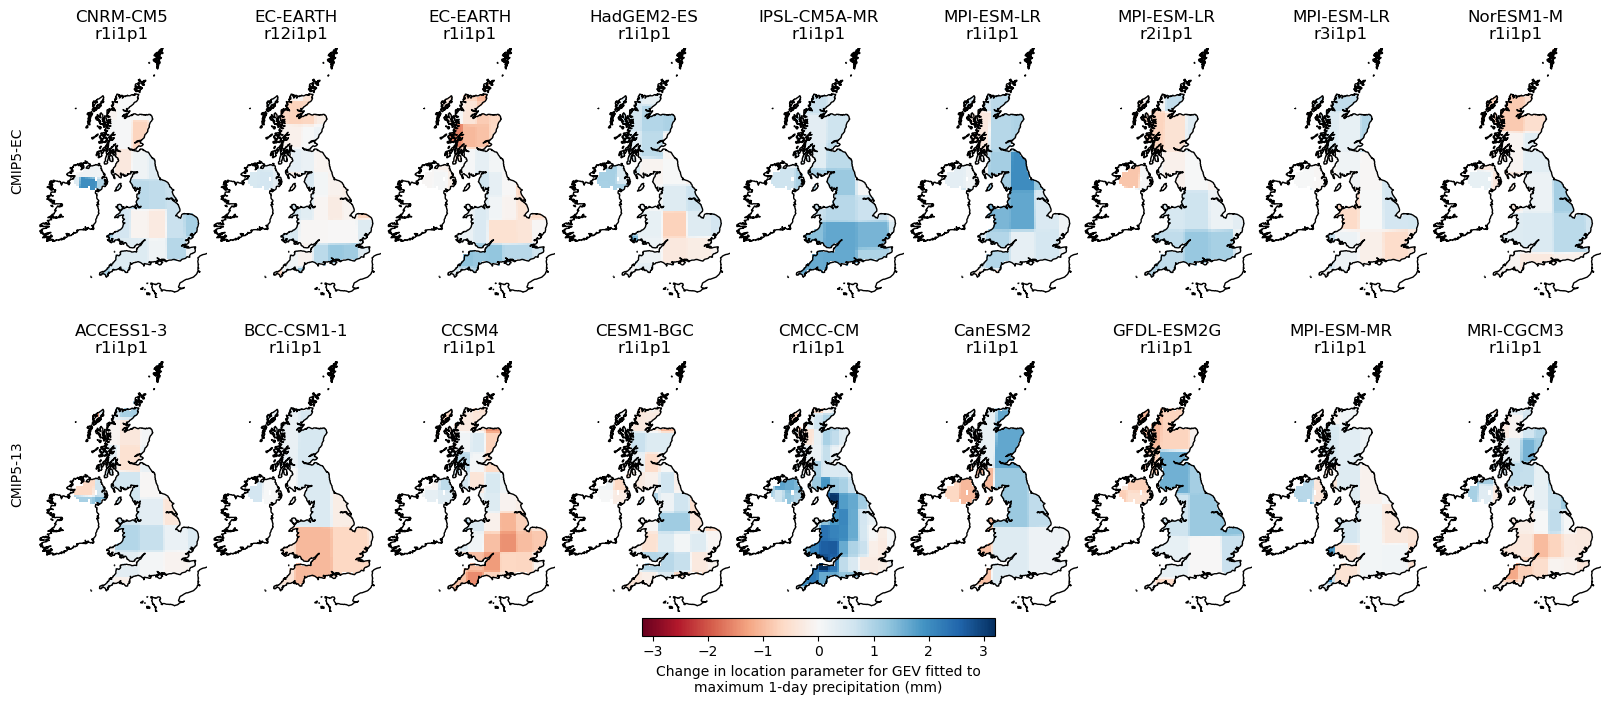 CNRM-CM5 EC-EARTH EC-EARTH HadGEM2-ES IPSL-CM5A-MR MPI-ESM-LR MPI-ESM-LR MPI-ESM-LR NorESM1-M
r1i1p1 r12i1p1 r1i1p1 r1i1p1 r1i1p1 r1i1p1 r2i1p1 r3i1p1 r1i1p1
CMIP5-EC
ACCESS1-3 BCC-CSM1-1 CCSM4 CESM1-BGC CMCC-CM CanESM2 GFDL-ESM2G MPI-ESM-MR MRI-CGCM3
r1i1p1 r1i1p1 r1i1p1 r1i1p1 r1i1p1 r1i1p1 r1i1p1 r1i1p1 r1i1p1
CMIP5-13
−3 −2 −1 0 1 2 3
Change in location parameter for GEV fitted to
maximum 1-day precipitation (mm)